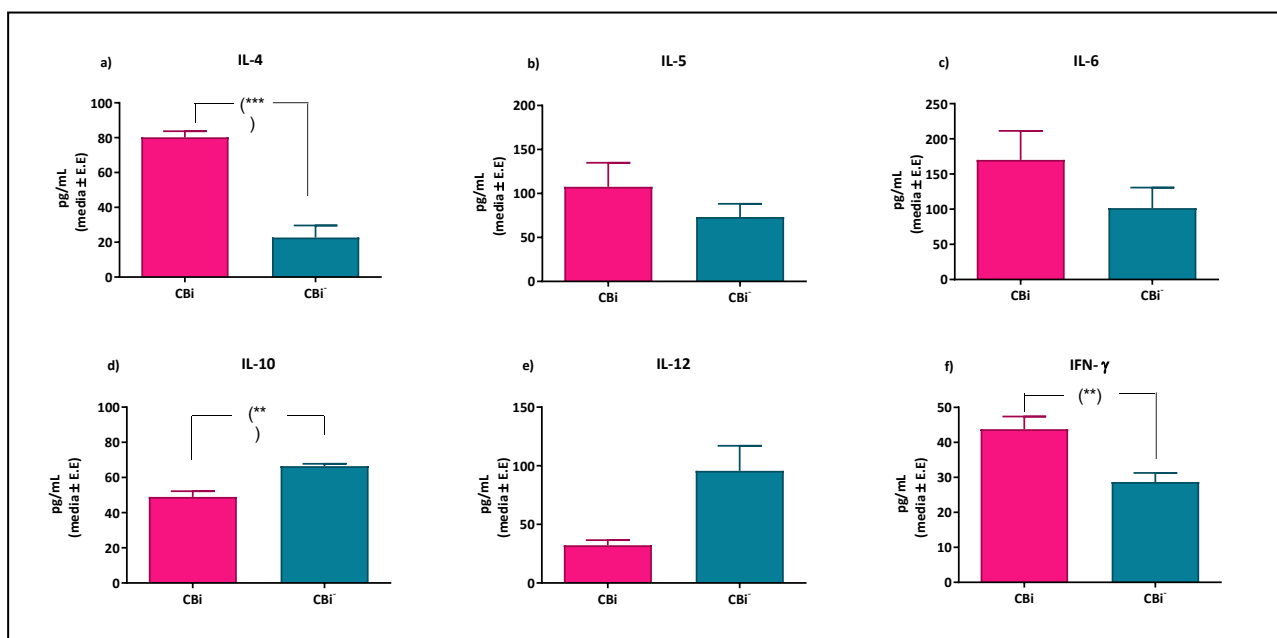 a) IL-4
(***
)
100
80
60
40
20
0
pg/mL
(media ± E.E)
CBi CBi⁻
b) IL-5
200
150
100
50
0
pg/mL
(media ± E.E)
CBi CBi⁻
c) IL-6
250
200
150
100
50
0
pg/mL
(media ± E.E)
CBi CBi⁻
d) IL-10
(**
)
100
80
60
40
20
0
pg/mL
(media ± E.E)
CBi CBi⁻
e) IL-12
150
100
50
0
pg/mL
(media ± E.E)
CBi CBi⁻
f) IFN- γ
(**)
50
40
30
20
10
0
pg/mL
(media ± E.E)
CBi CBi⁻